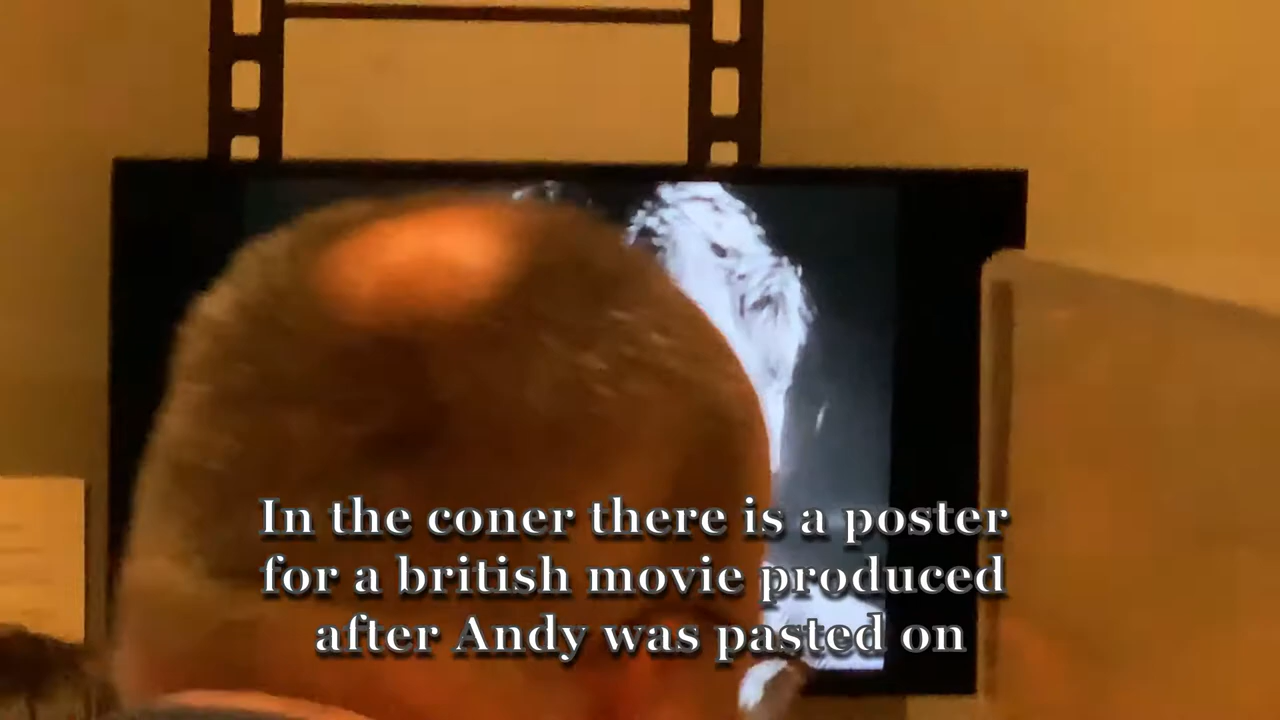 In the coner there is a poster
for a british movie produced
after Andy was pasted on